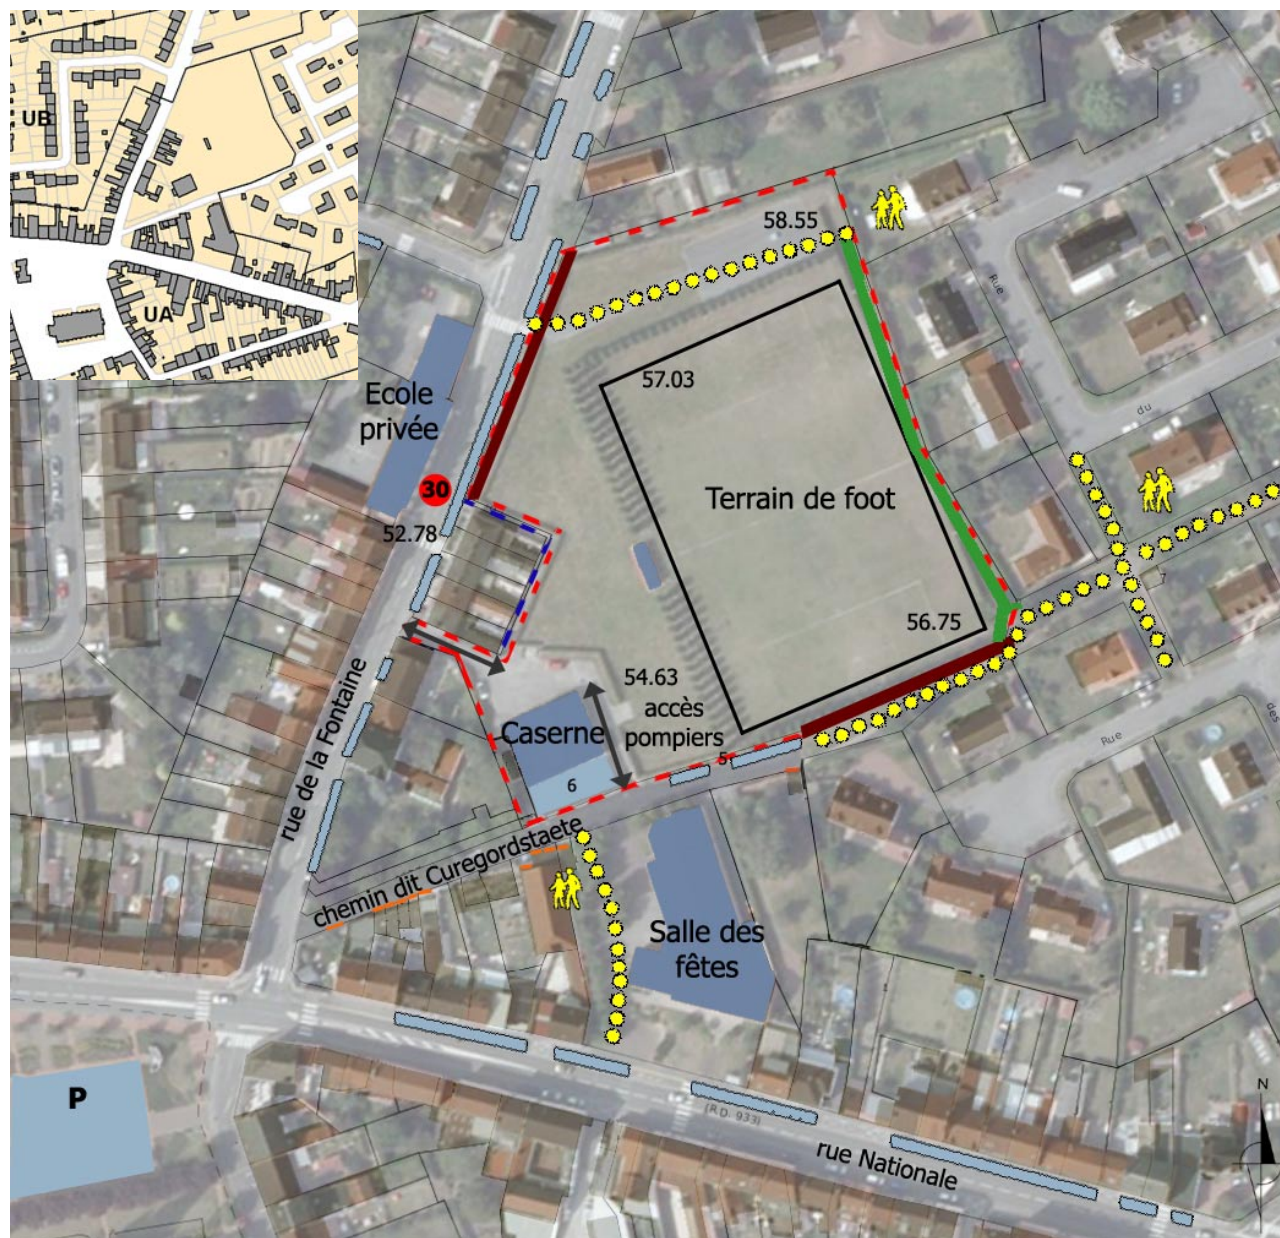 UB
UA
58.55
57.03
Ecole
privée
30
52.78
Terrain de foot
Rue
du
56.75
54.63
accès
pompiers
Caserne
5
6
rue de la Fontaine
Rue
des
chemin dit Curegordstaete
Salle des
fêtes
P
(R.D. 933)
rue Nationale
N